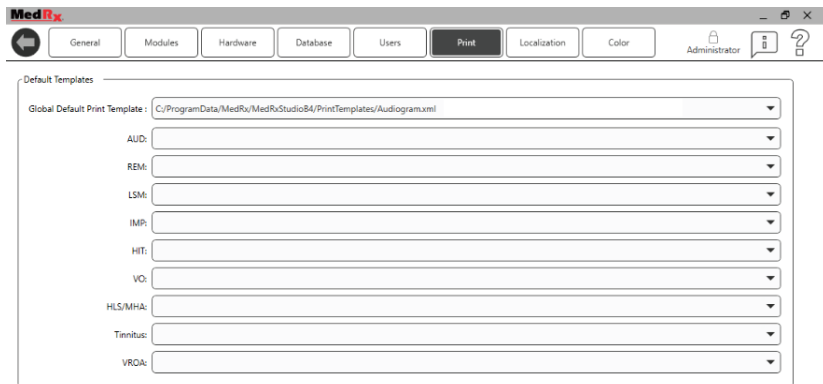 MedRx
General Modules Hardware Database Users Print Localization Color Administrator
Default Templates
Global Default Print Template : C:/ProgramData/MedRx/MedRxStudio84/PrintTemplates/Audiogram.xml
AUD:
REM:
LSM:
IMP:
HIT:
VO:
HLS/MHA:
Tinnitus:
VROA: